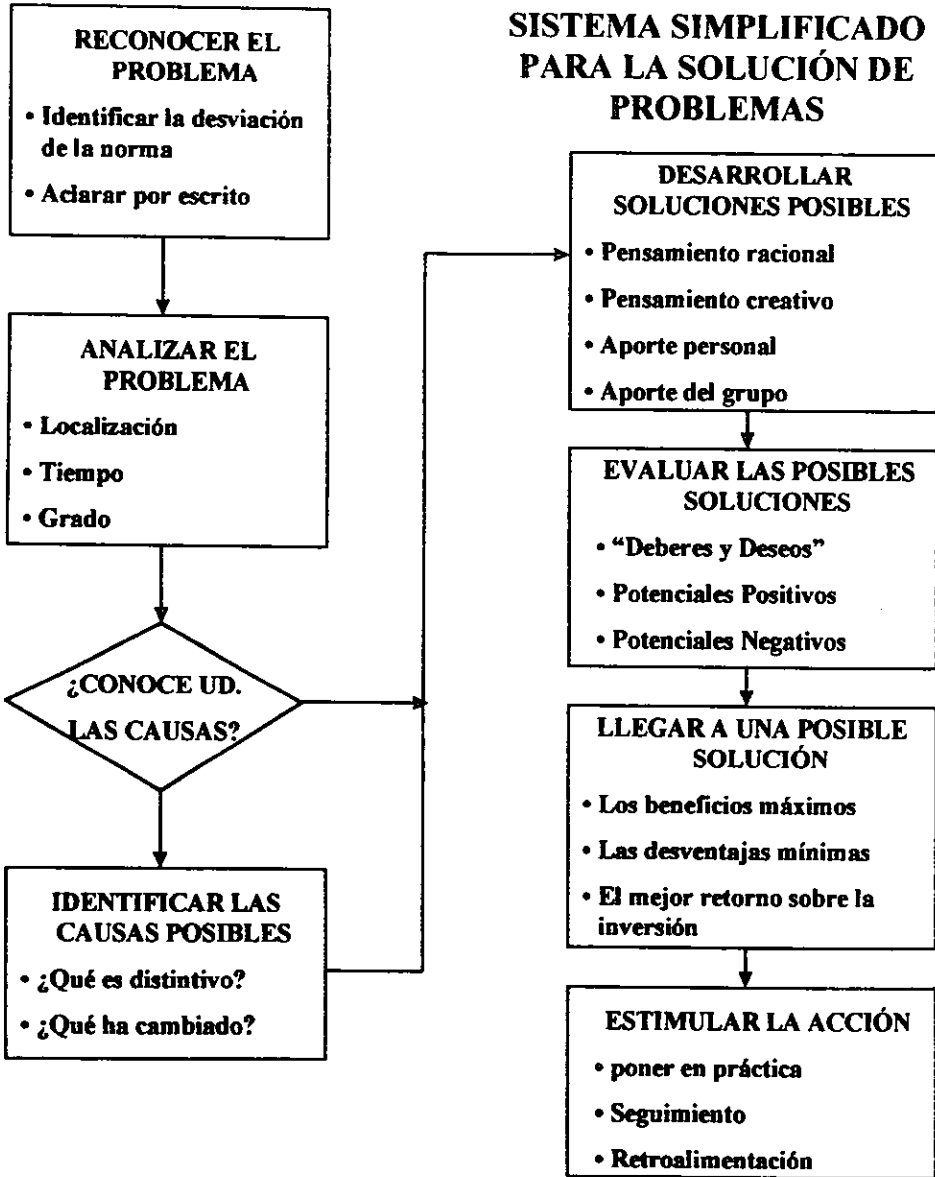 SISTEMA SIMPLIFICADO
PARA LA SOLUCIÓN DE
PROBLEMAS
RECONOCER EL
PROBLEMA
• Identificar la desviación
de la norma
• Aclarar por escrito
ANALIZAR EL
PROBLEMA
• Localización
• Tiempo
• Grado
¿CONOCE UD.
LAS CAUSAS?
IDENTIFICAR LAS
CAUSAS POSIBLES
• ¿Qué es distintivo?
• ¿Qué ha cambiado?
DESARROLLAR
SOLUCIONES POSIBLES
• Pensamiento racional
• Pensamiento creativo
• Aporte personal
• Aporte del grupo
EVALUAR LAS POSIBLES
SOLUCIONES
• “Deberes y Deseos”
• Potenciales Positivos
• Potenciales Negativos
LLEGAR A UNA POSIBLE
SOLUCIÓN
• Los beneficios máximos
• Las desventajas mínimas
• El mejor retorno sobre la
inversión
ESTIMULAR LA ACCIÓN
• poner en práctica
• Seguimiento
• Retroalimentación